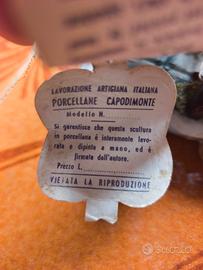 LAVORAZIONE ARTIGIANA ITALIANA
PORCELLANE CAPODIMONTE
Modello N.
Si garantisce che questa scultura
in porcellana è interamente lavo-
rata e dipinta a mano, ed è
firmata dall'autore.
Prezzo L.
VIETATA LA RIPRODUZIONE
subito